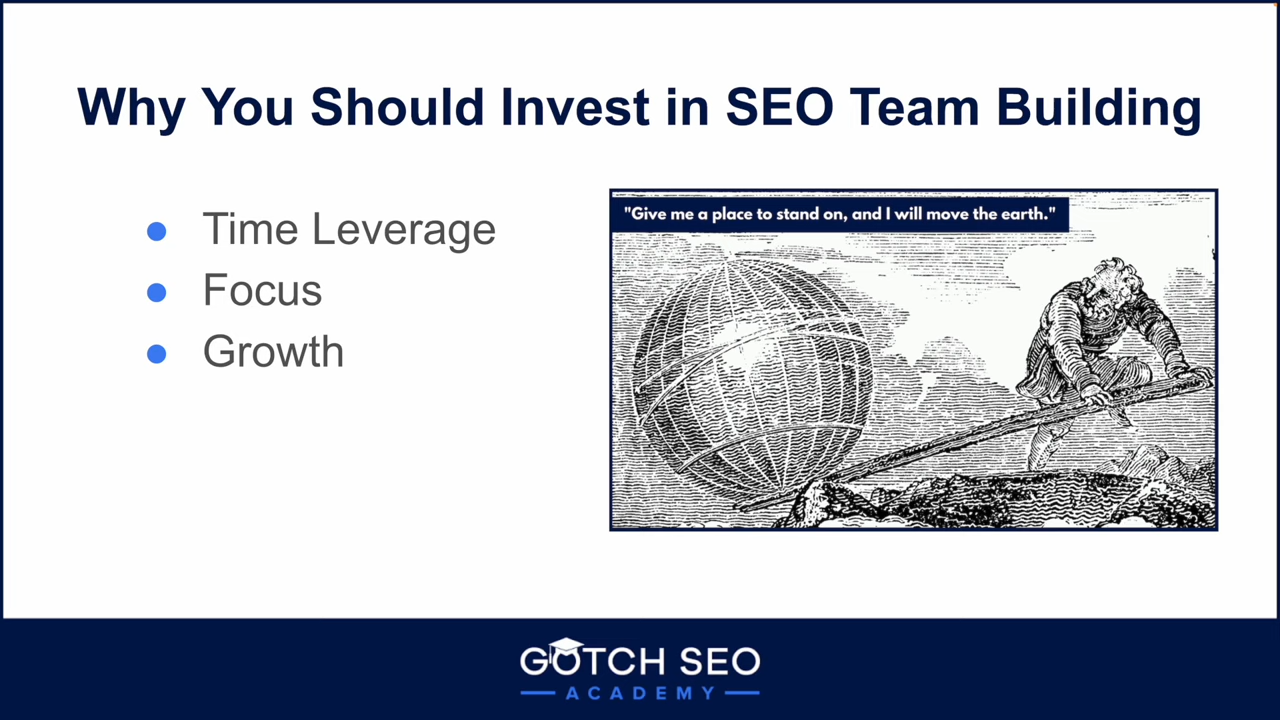 Why You Should Invest in SEO Team Building
● Time Leverage
● Focus
● Growth
"Give me a place to stand on, and I will move the earth."
GOTCH SEO
ACADEMY